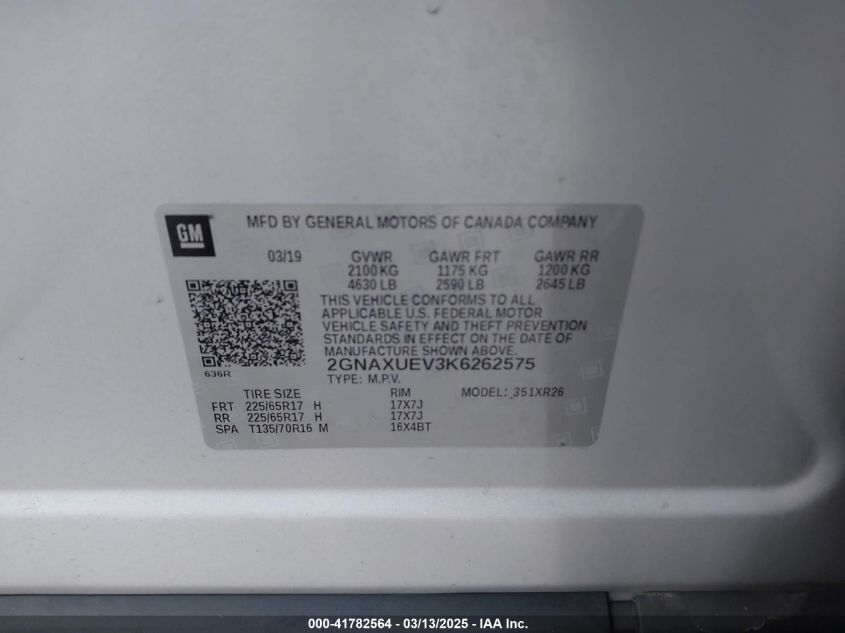 GM
MFD BY GENERAL MOTORS OF CANADA COMPANY
03/19 GVWR GAWR FRT GAWR RR
2100 KG 1175 KG 1200 KG
4630 LB 2590 LB 2645 LB
THIS VEHICLE CONFORMS TO ALL
APPLICABLE U.S. FEDERAL MOTOR
VEHICLE SAFETY AND THEFT PREVENTION
STANDARDS IN EFFECT ON THE DATE OF
MANUFACTURE SHOWN ABOVE.
636R
2GNAXUEV3K6262575
TYPE: M.P.V.
TIRE SIZE RIM MODEL: _351XR26
FRT 225/65R17 H 17X7J
RR 225/65R17 H 17X7J
SPA T135/70R16 M 16X4BT
000-41782564 - 03/13/2025 - IAA Inc.